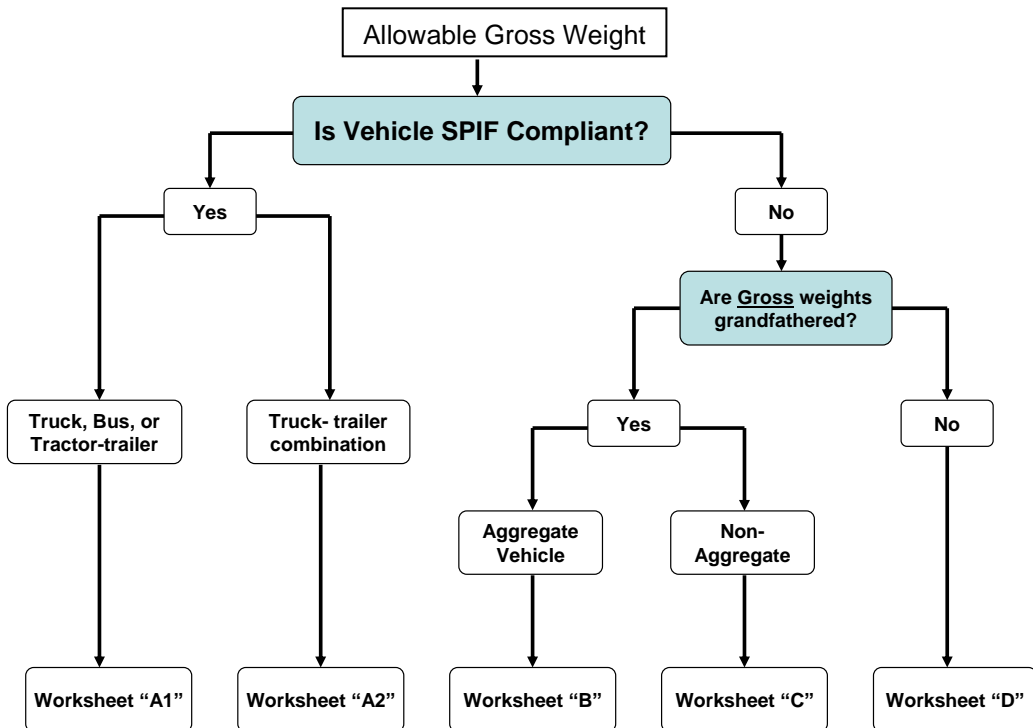 Allowable Gross Weight
Is Vehicle SPIF Compliant?
Yes
No
Are Gross weights
grandfathered?
Truck, Bus, or
Tractor-trailer
Truck- trailer
combination
Yes
No
Aggregate
Vehicle
Non-
Aggregate
Worksheet “A1”
Worksheet “A2”
Worksheet “B”
Worksheet “C”
Worksheet “D”